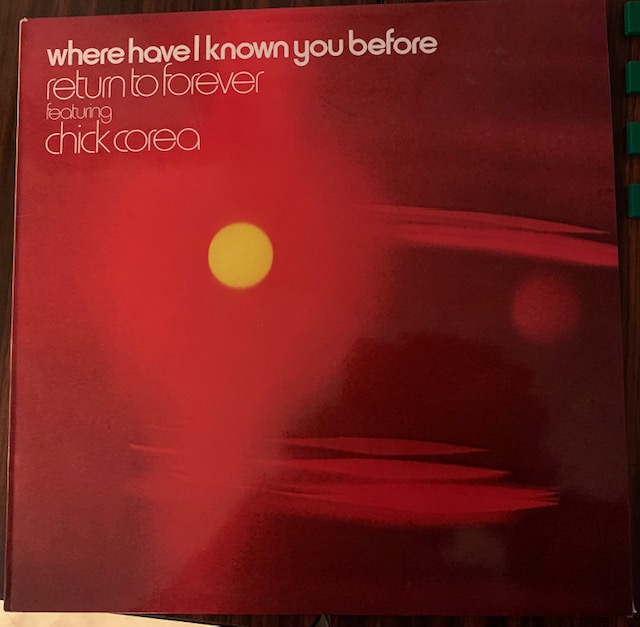 where have I known you before
return to forever
featuring
chick corea